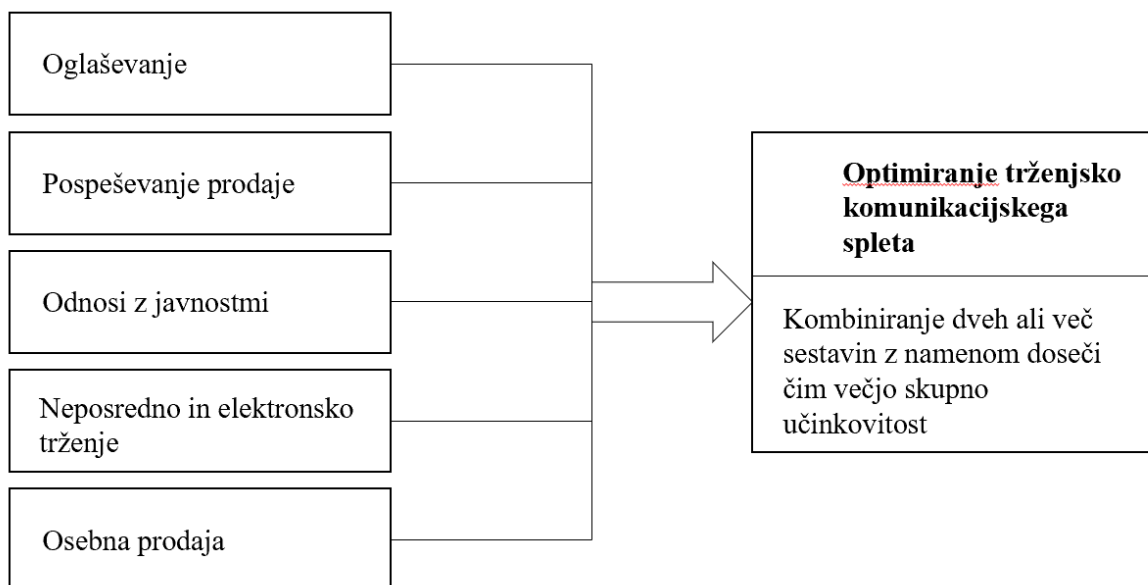 Oglaševanje
Pospeševanje prodaje
Odnosi z javnostmi
Neposredno in elektronsko
trženje
Osebna prodaja
Optimiranje trženjsko
komunikacijskega
spleta
Kombiniranje dveh ali več
sestavin z namenom doseči
čim večjo skupno
učinkovitost